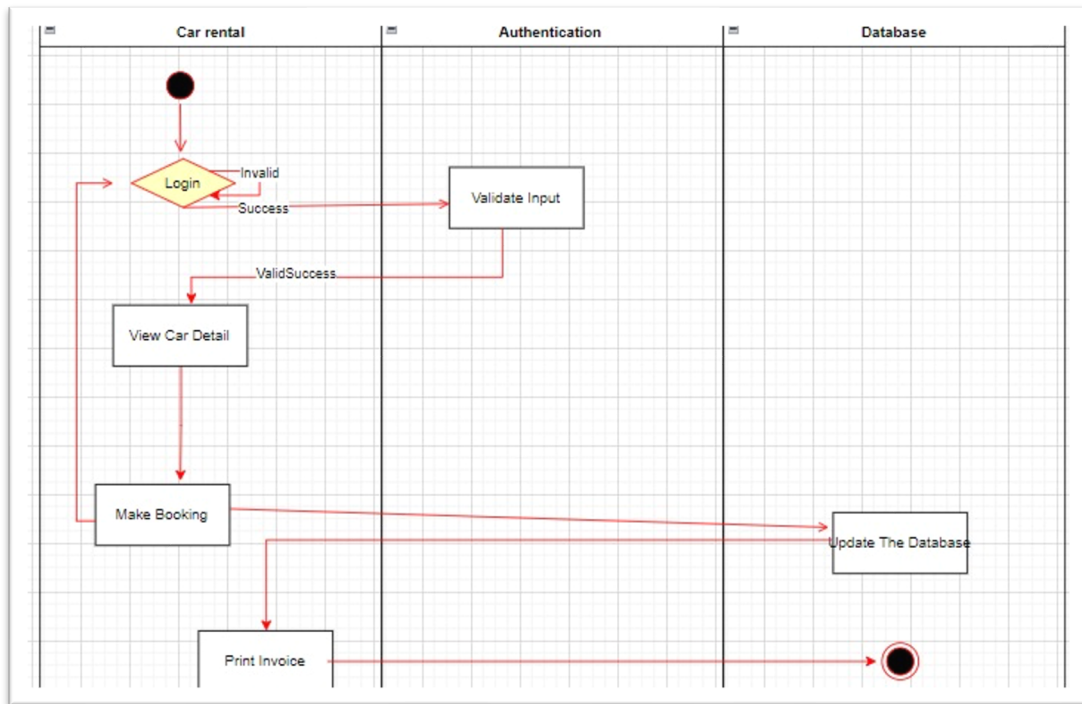 Car rental
Authentication
Database
Login
Invalid
Success
Validate Input
ValidSuccess
View Car Detail
Make Booking
Update The Database
Print Invoice